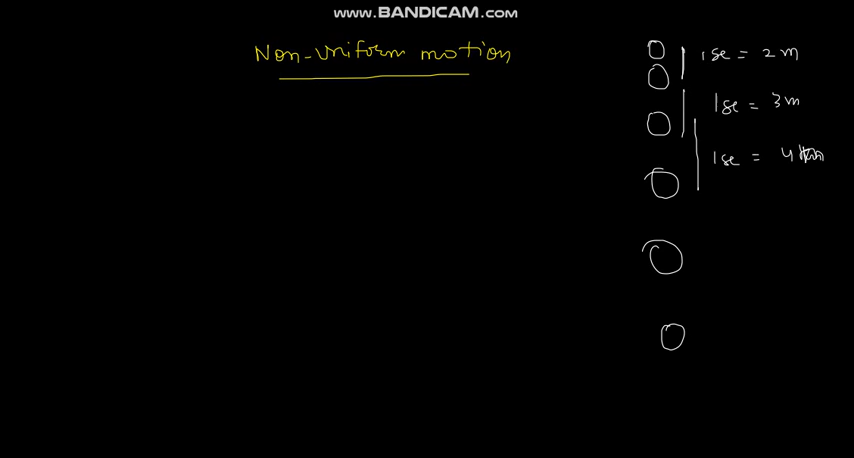 www.BANDICAM.com
Non-uniform motion
1 se = 2 m
1 se = 3 m
1 se = 4